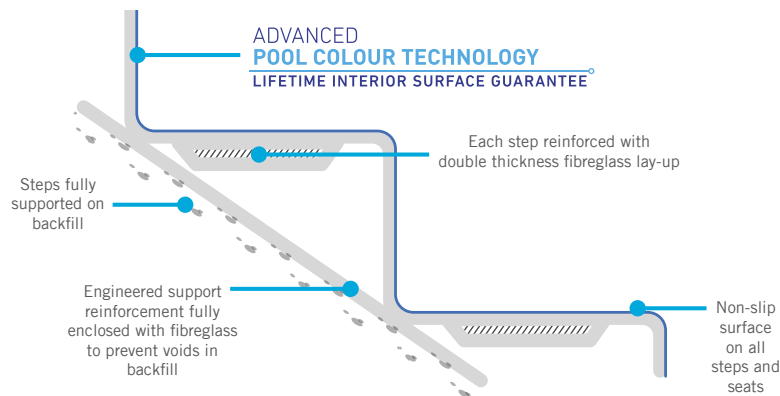 ADVANCED
POOL COLOUR TECHNOLOGY
LIFETIME INTERIOR SURFACE GUARANTEE
Each step reinforced with
double thickness fibreglass lay-up
Steps fully
supported on
backfill
Engineered support
reinforcement fully
enclosed with fibreglass
to prevent voids in
backfill
Non-slip
surface
on all
steps and
seats